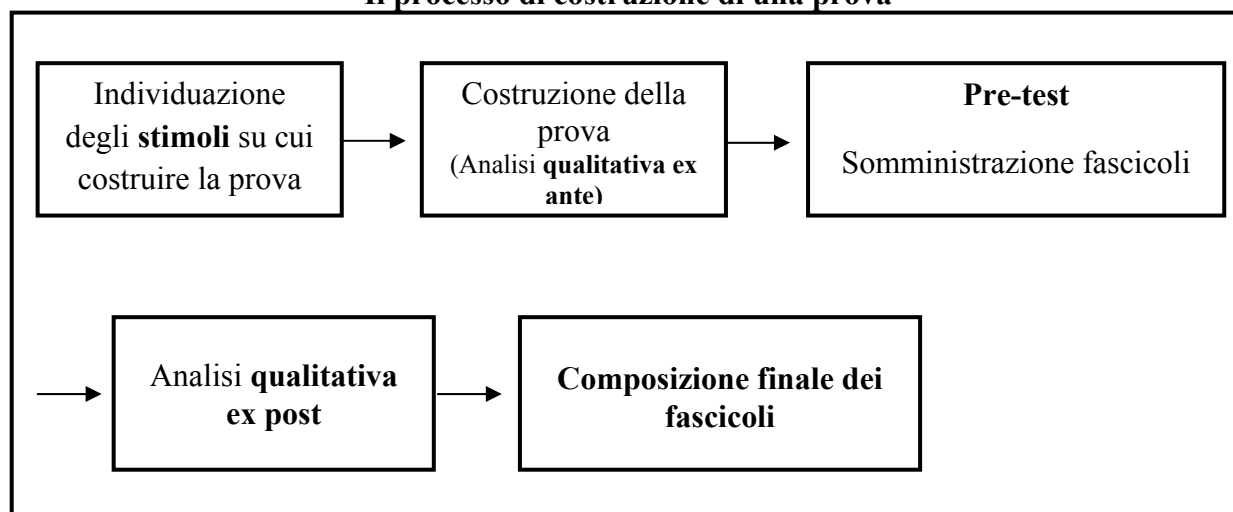 Il processo di costruzione di una prova
Individuazione
degli stimoli su cui
costruire la prova
Costruzione della
prova
(Analisi qualitativa ex
ante)
Pre-test
Somministrazione fascicoli
Analisi qualitativa
ex post
Composizione finale dei
fascicoli